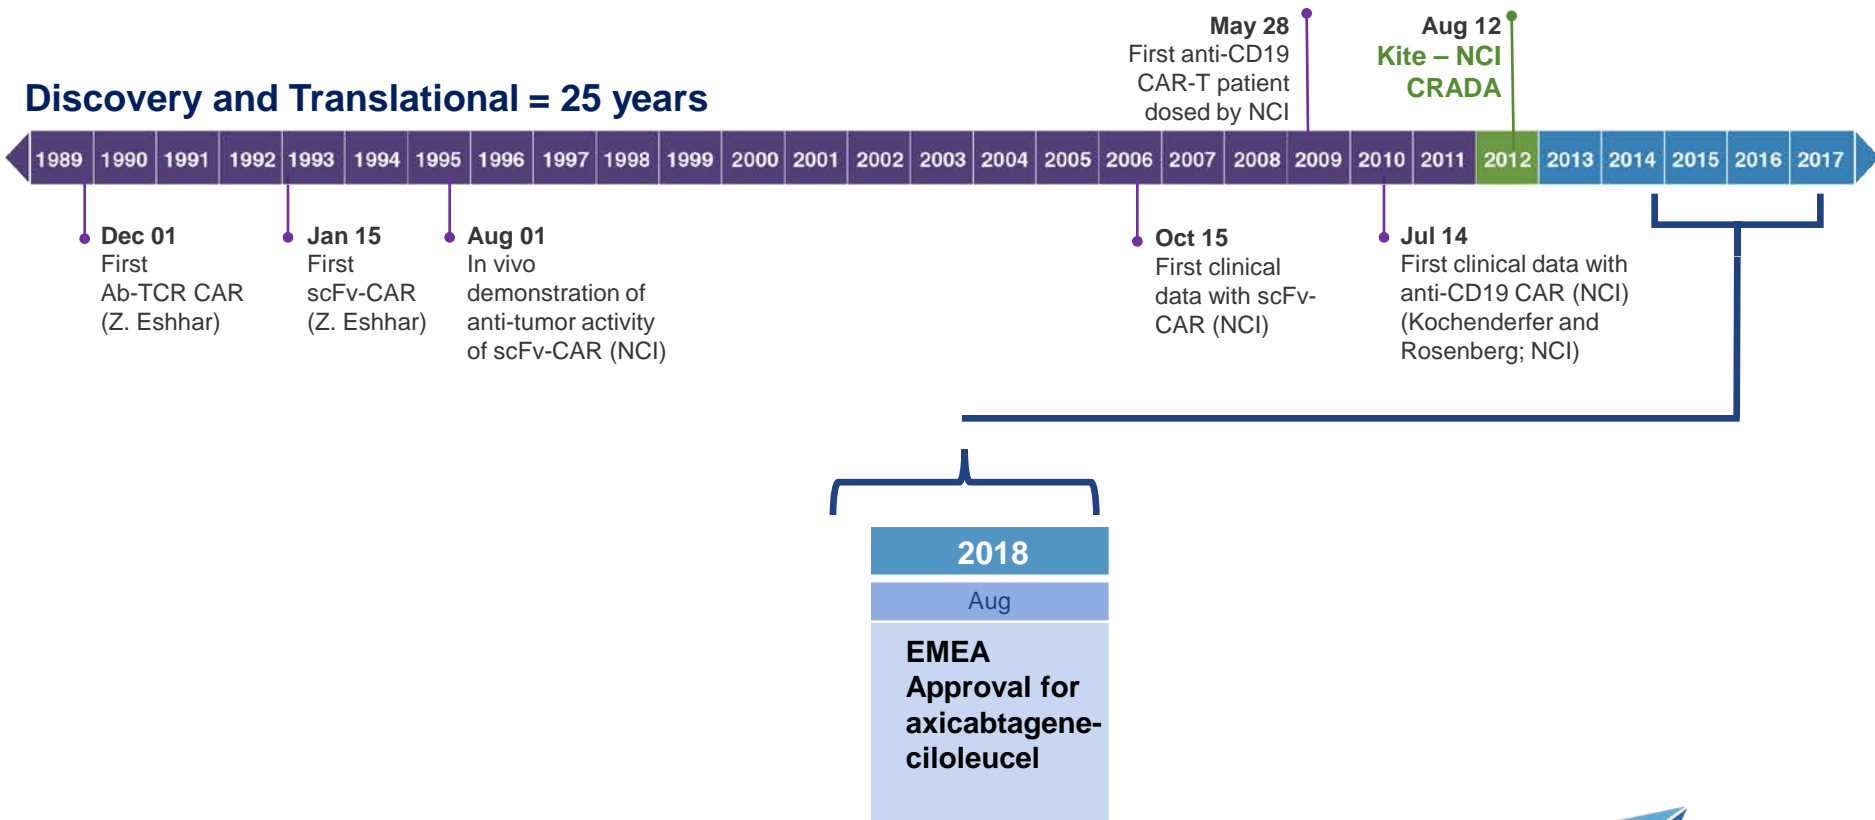 May 28
First anti-CD19
CAR-T patient
dosed by NCI
Aug 12
Kite – NCI
CRADA
Discovery and Translational = 25 years
1989 1990 1991 1992 1993 1994 1995 1996 1997 1998 1999 2000 2001 2002 2003 2004 2005 2006 2007 2008 2009 2010 2011 2012 2013 2014 2015 2016 2017
Dec 01
First
Ab-TCR CAR
(Z. Eshhar)
Jan 15
First
scFv-CAR
(Z. Eshhar)
Aug 01
In vivo
demonstration of
anti-tumor activity
of scFv-CAR (NCI)
Oct 15
First clinical
data with scFv-
CAR (NCI)
Jul 14
First clinical data with
anti-CD19 CAR (NCI)
(Kochenderfer and
Rosenberg; NCI)
2018
Aug
EMEA
Approval for
axicabtagene-
ciloleucel